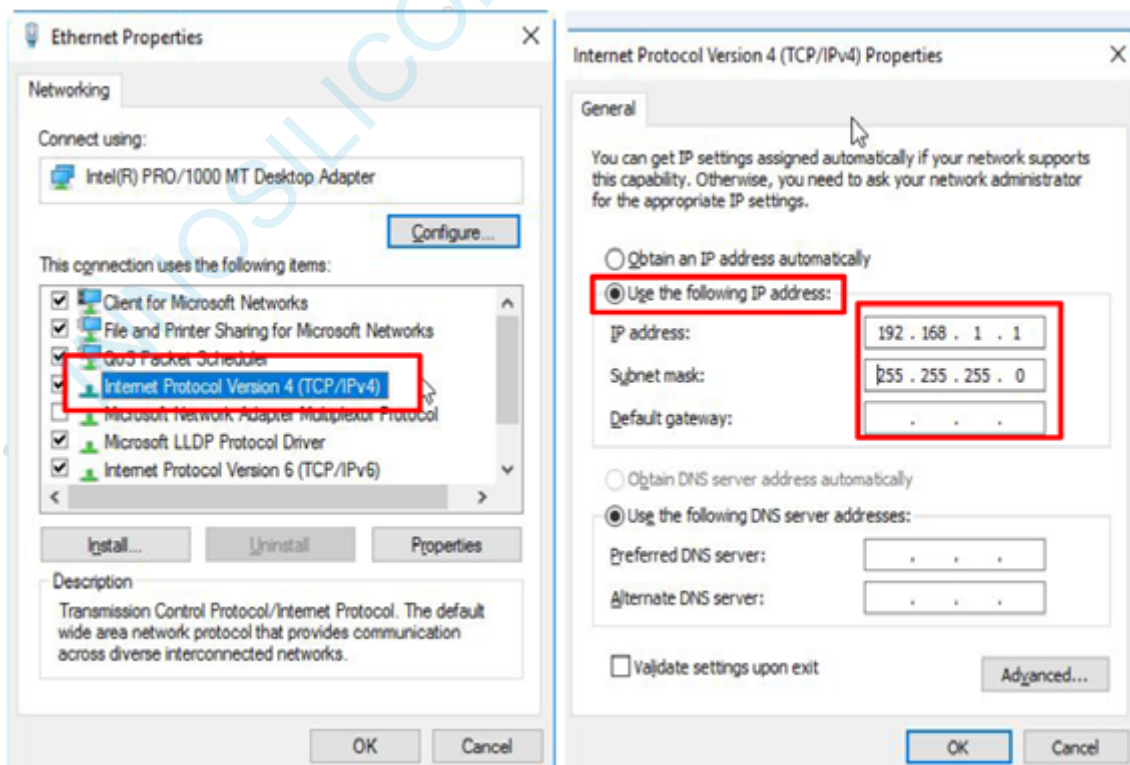 Ethernet Properties
Networking
Connect using:
Intel(R) PRO/1000 MT Desktop Adapter
Configure...
This connection uses the following items:
Client for Microsoft Networks
File and Printer Sharing for Microsoft Networks
QoS Packet Scheduler
Internet Protocol Version 4 (TCP/IPv4)
Microsoft Network Adapter Multiplexor Protocol
Microsoft LLDP Protocol Driver
Internet Protocol Version 6 (TCP/IPv6)
Install...
Uninstall
Properties
Description
Transmission Control Protocol/Internet Protocol. The default
wide area network protocol that provides communication
across diverse interconnected networks.
OK
Cancel
Internet Protocol Version 4 (TCP/IPv4) Properties
General
You can get IP settings assigned automatically if your network supports
this capability. Otherwise, you need to ask your network administrator
for the appropriate IP settings.
Obtain an IP address automatically
Use the following IP address:
IP address:
192 . 168 . 1 . 1
Subnet mask:
255 . 255 . 255 . 0
Default gateway:
. . .
Obtain DNS server address automatically
Use the following DNS server addresses:
Preferred DNS server:
. . .
Alternate DNS server:
. . .
Validate settings upon exit
Advanced...
OK
Cancel
INNOSILICO